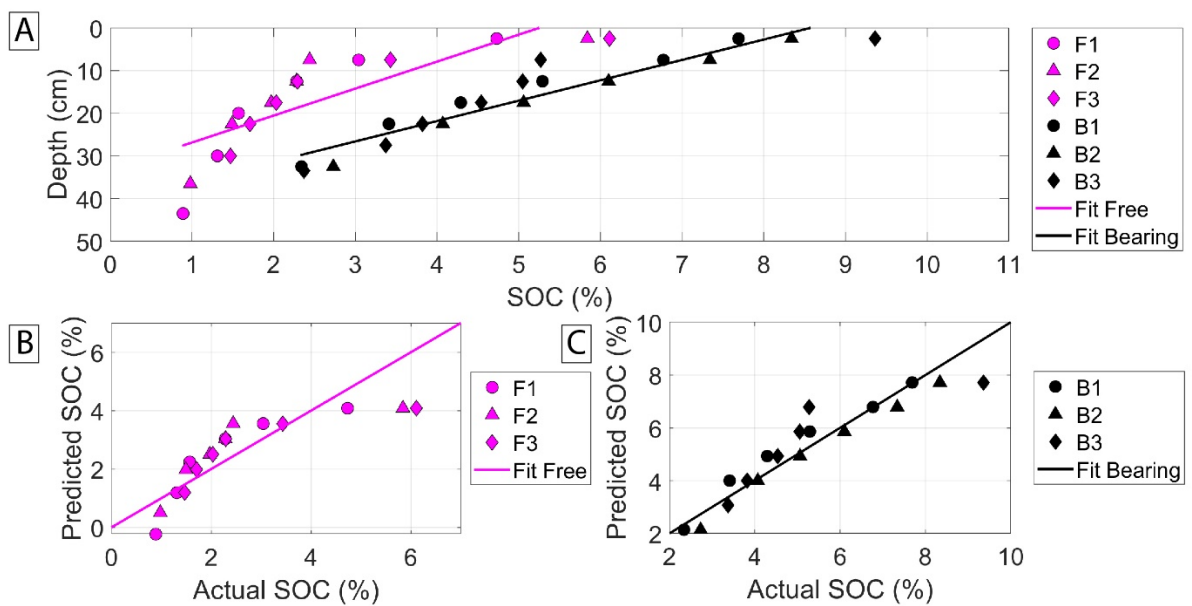 A
Depth (cm)
0
10
20
30
40
50
0 1 2 3 4 5 6 7 8 9 10 11
SOC (%)
F1
F2
F3
B1
B2
B3
Fit Free
Fit Bearing
B
Predicted SOC (%)
6
4
2
0
0 2 4 6
Actual SOC (%)
F1
F2
F3
Fit Free
C
Predicted SOC (%)
10
8
6
4
2
2 4 6 8 10
Actual SOC (%)
B1
B2
B3
Fit Bearing